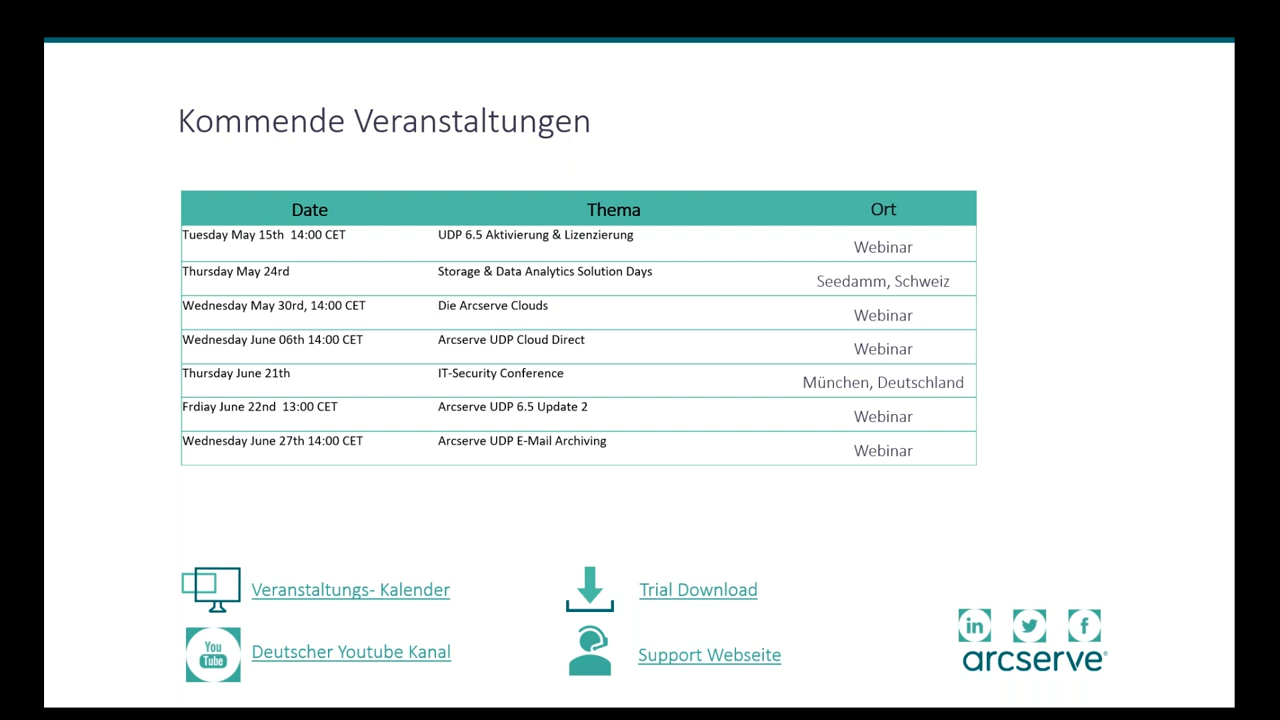 Kommende Veranstaltungen
Date Thema Ort
Tuesday May 15th 14:00 CET UDP 6.5 Aktivierung & Lizenzierung Webinar
Thursday May 24rd Storage & Data Analytics Solution Days Seedamm, Schweiz
Wednesday May 30rd, 14:00 CET Die Arcserve Clouds Webinar
Wednesday June 06th 14:00 CET Arcserve UDP Cloud Direct Webinar
Thursday June 21th IT-Security Conference München, Deutschland
Frdiay June 22nd 13:00 CET Arcserve UDP 6.5 Update 2 Webinar
Wednesday June 27th 14:00 CET Arcserve UDP E-Mail Archiving Webinar
Veranstaltungs- Kalender Trial Download
You Tube Deutscher Youtube Kanal Support Webseite
in f
arcserve®